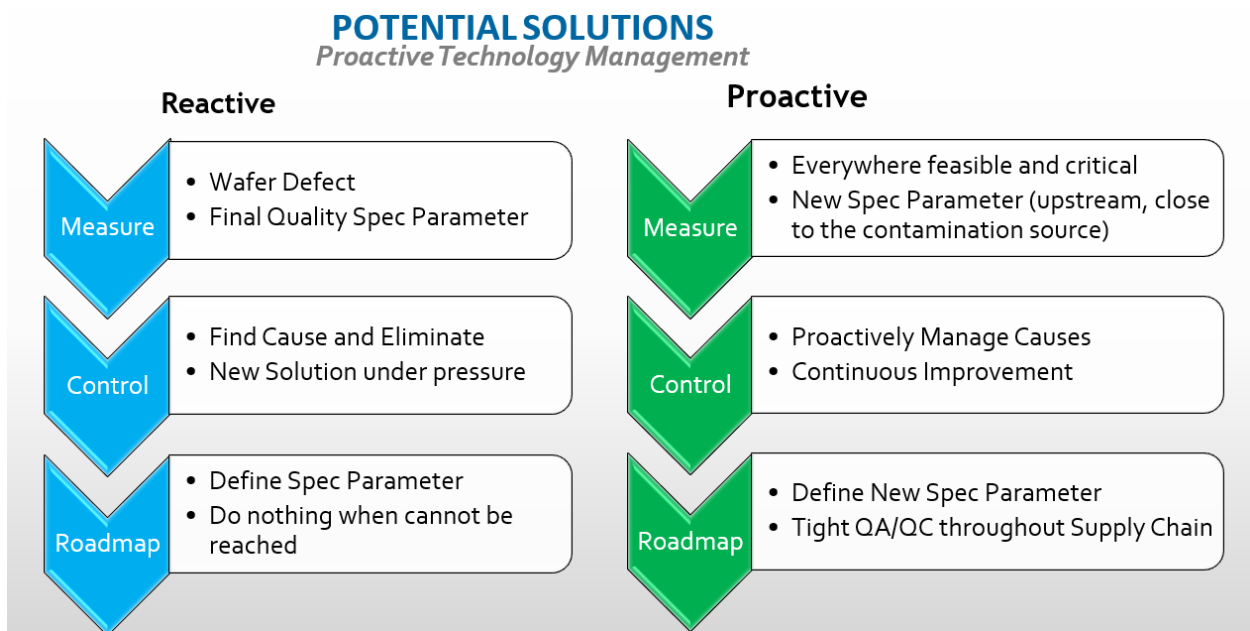 POTENTIAL SOLUTIONS
Proactive Technology Management
Reactive
Measure
• Wafer Defect
• Final Quality Spec Parameter
Control
• Find Cause and Eliminate
• New Solution under pressure
Roadmap
• Define Spec Parameter
• Do nothing when cannot be
reached
Proactive
Measure
• Everywhere feasible and critical
• New Spec Parameter (upstream, close
to the contamination source)
Control
• Proactively Manage Causes
• Continuous Improvement
Roadmap
• Define New Spec Parameter
• Tight QA/QC throughout Supply Chain